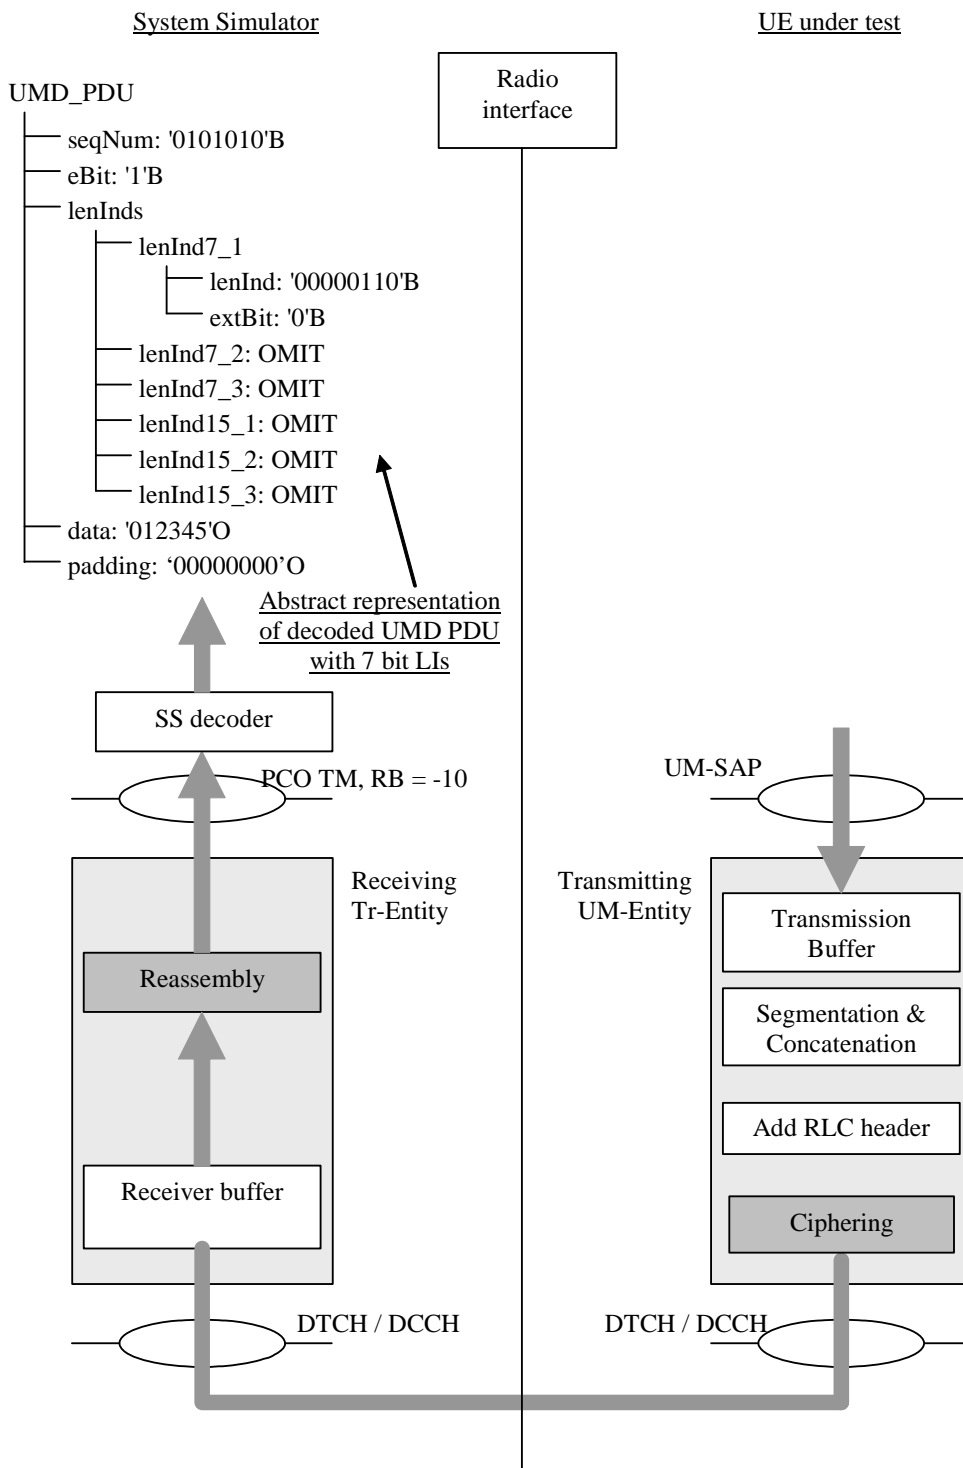 System Simulator
UE under test
Radio
interface
UMD_PDU
seqNum: '0101010'B
eBit: '1'B
lenInds
lenInd7_1
lenInd: '00000110'B
extBit: '0'B
lenInd7_2: OMIT
lenInd7_3: OMIT
lenInd15_1: OMIT
lenInd15_2: OMIT
lenInd15_3: OMIT
data: '012345'O
padding: ‘00000000’O
Abstract representation
of decoded UMD PDU
with 7 bit LIs
SS decoder
PCO TM, RB = -10
UM-SAP
Receiving
Tr-Entity
Transmitting
UM-Entity
Transmission
Buffer
Reassembly
Segmentation &
Concatenation
Add RLC header
Receiver buffer
Ciphering
DTCH / DCCH
DTCH / DCCH